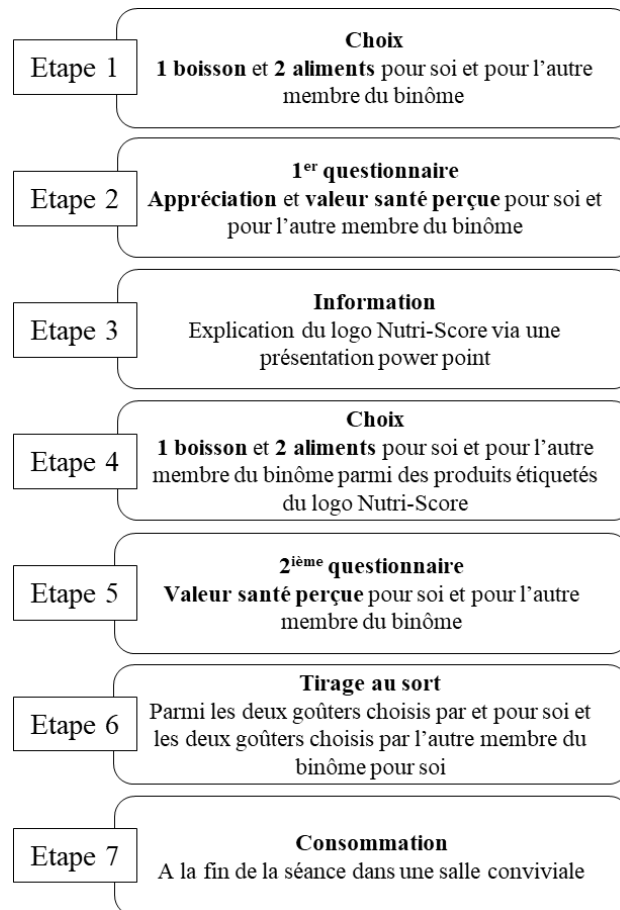 Etape 1
Choix
1 boisson et 2 aliments pour soi et pour l'autre
membre du binôme
Etape 2
1er questionnaire
Appréciation et valeur santé perçue pour soi et
pour l'autre membre du binôme
Etape 3
Information
Explication du logo Nutri-Score via une
présentation power point
Etape 4
Choix
1 boisson et 2 aliments pour soi et pour l'autre
membre du binôme parmi des produits étiquetés
du logo Nutri-Score
Etape 5
2ième questionnaire
Valeur santé perçue pour soi et pour l'autre
membre du binôme
Etape 6
Tirage au sort
Parmi les deux goûters choisis par et pour soi et
les deux goûters choisis par l'autre membre du
binôme pour soi
Etape 7
Consommation
A la fin de la séance dans une salle conviviale